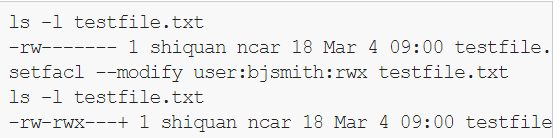 ls -l testfile.txt
-rw------- 1 shiquan ncar 18 Mar 4 09:00 testfile.
setfacl --modify user:bjsmith:rwx testfile.txt
ls -l testfile.txt
-rw-rwx---+ 1 shiquan ncar 18 Mar 4 09:00 testfile